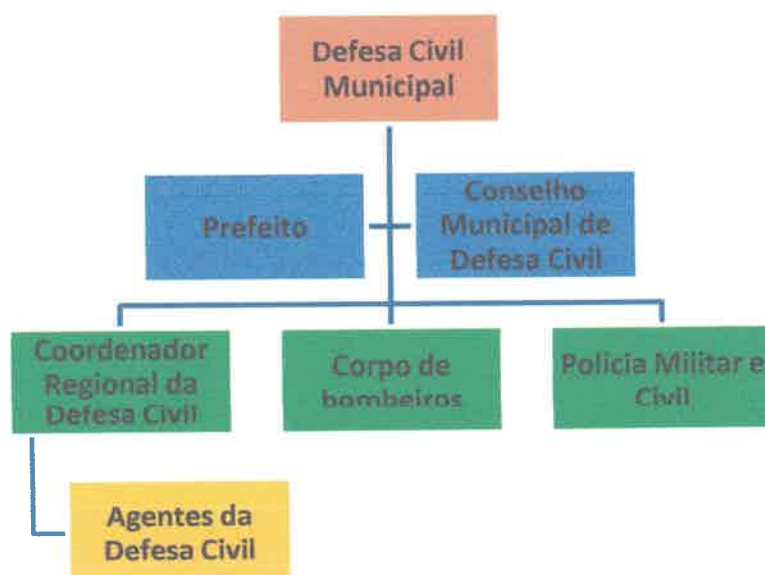 Defesa Civil
Municipal
Prefeito
Conselho
Municipal de
Defesa Civil
Coordenador
Regional da
Defesa Civil
Corpo de
bombeiros
Policia Militar e
Civil
Agentes da
Defesa Civil